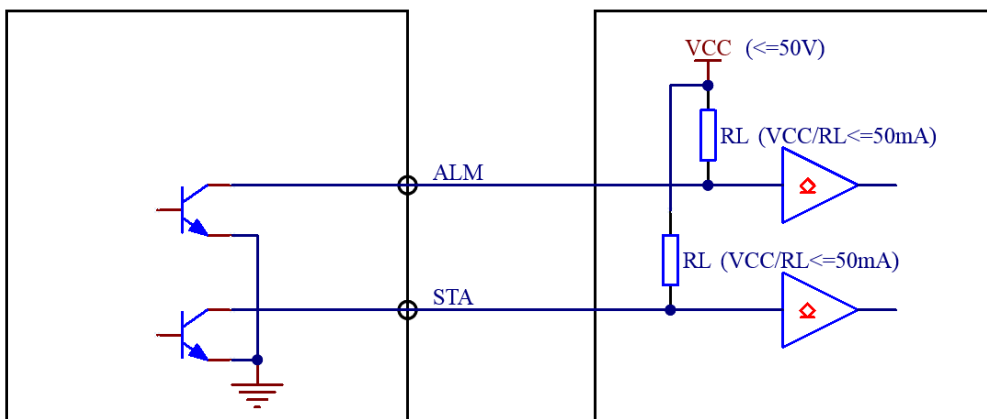 VCC (<=50V)
RL (VCC/RL<=50mA)
ALM
RL (VCC/RL<=50mA)
STA